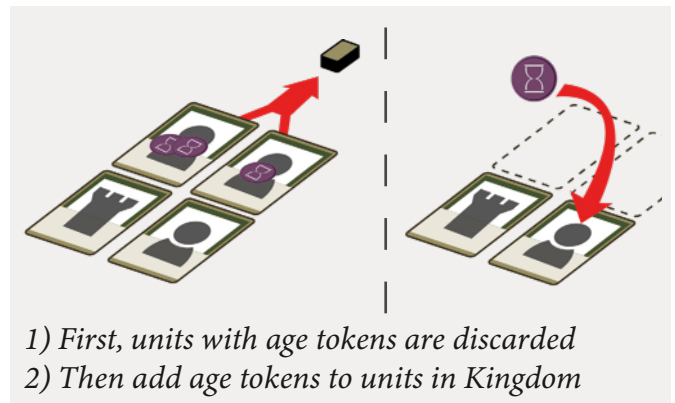 1) First, units with age tokens are discarded
2) Then add age tokens to units in Kingdom